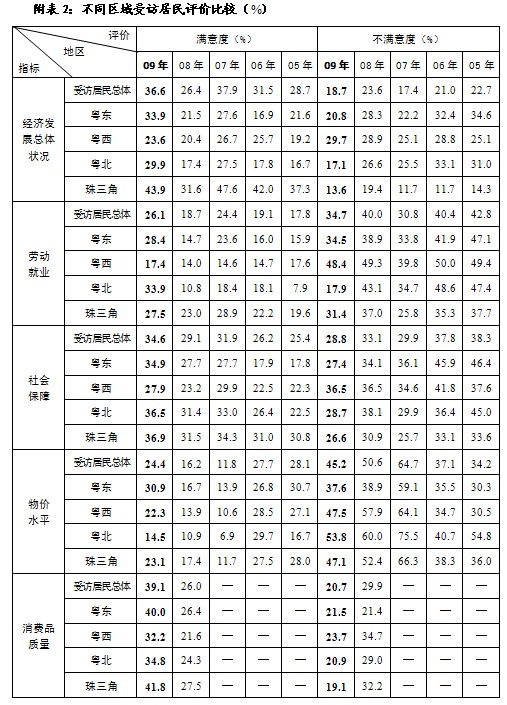 附表 2：不同区域受访居民评价比较（%）
评价 地区 指标 满意度（%） 不满意度（%）
09 年 08 年 07 年 06 年 05 年 09 年 08 年 07 年 06 年 05 年
经济发展总体状况
受访居民总体 36.6 26.4 37.9 31.5 28.7 18.7 23.6 17.4 21.0 22.7
粤东 33.9 21.5 27.6 16.9 21.6 20.8 28.3 22.2 32.4 34.6
粤西 23.6 20.4 26.7 25.7 19.2 29.7 28.9 25.1 28.8 25.1
粤北 29.9 17.4 27.5 17.8 16.7 17.1 26.6 25.5 33.1 31.0
珠三角 43.9 31.6 47.6 42.0 37.3 13.6 19.4 11.7 11.7 14.3
劳动就业
受访居民总体 26.1 18.7 24.4 19.1 17.8 34.7 40.0 30.8 40.4 42.8
粤东 28.4 14.7 23.6 16.0 15.9 34.5 38.9 33.8 41.9 47.1
粤西 17.4 14.0 14.6 14.7 17.6 48.4 49.3 39.8 50.0 49.4
粤北 33.9 10.8 18.4 18.1 7.9 17.9 43.1 34.7 48.6 47.4
珠三角 27.5 23.0 28.9 22.2 19.6 31.4 37.0 25.8 35.3 37.7
社会保障
受访居民总体 34.6 29.1 31.9 26.2 25.4 28.8 33.1 29.9 37.8 38.3
粤东 34.9 27.7 27.7 17.9 17.8 27.4 34.1 36.1 45.9 46.4
粤西 27.9 23.2 29.9 22.5 22.3 36.5 36.5 34.6 41.8 37.6
粤北 36.5 31.4 33.0 26.4 22.5 28.7 38.1 29.9 36.4 45.0
珠三角 36.9 31.5 34.3 31.0 30.8 26.6 30.9 25.7 33.1 33.6
物价水平
受访居民总体 24.4 16.2 11.8 27.7 28.1 45.2 50.6 64.7 37.1 34.2
粤东 30.9 16.7 13.9 26.8 30.7 37.6 38.9 59.1 35.5 30.3
粤西 22.3 13.9 10.6 28.5 27.1 47.5 57.9 64.1 34.7 30.5
粤北 14.5 10.9 6.9 29.7 16.7 53.8 60.0 75.5 40.7 54.8
珠三角 23.1 17.4 11.7 27.5 28.0 47.1 52.4 66.3 38.3 36.0
消费品质量
受访居民总体 39.1 26.0 — — — 20.7 29.9 — — —
粤东 40.0 26.4 — — — 21.5 21.4 — — —
粤西 32.2 21.6 — — — 23.7 34.7 — — —
粤北 34.8 24.3 — — — 20.9 29.0 — — —
珠三角 41.8 27.5 — — — 19.1 32.2 — — —